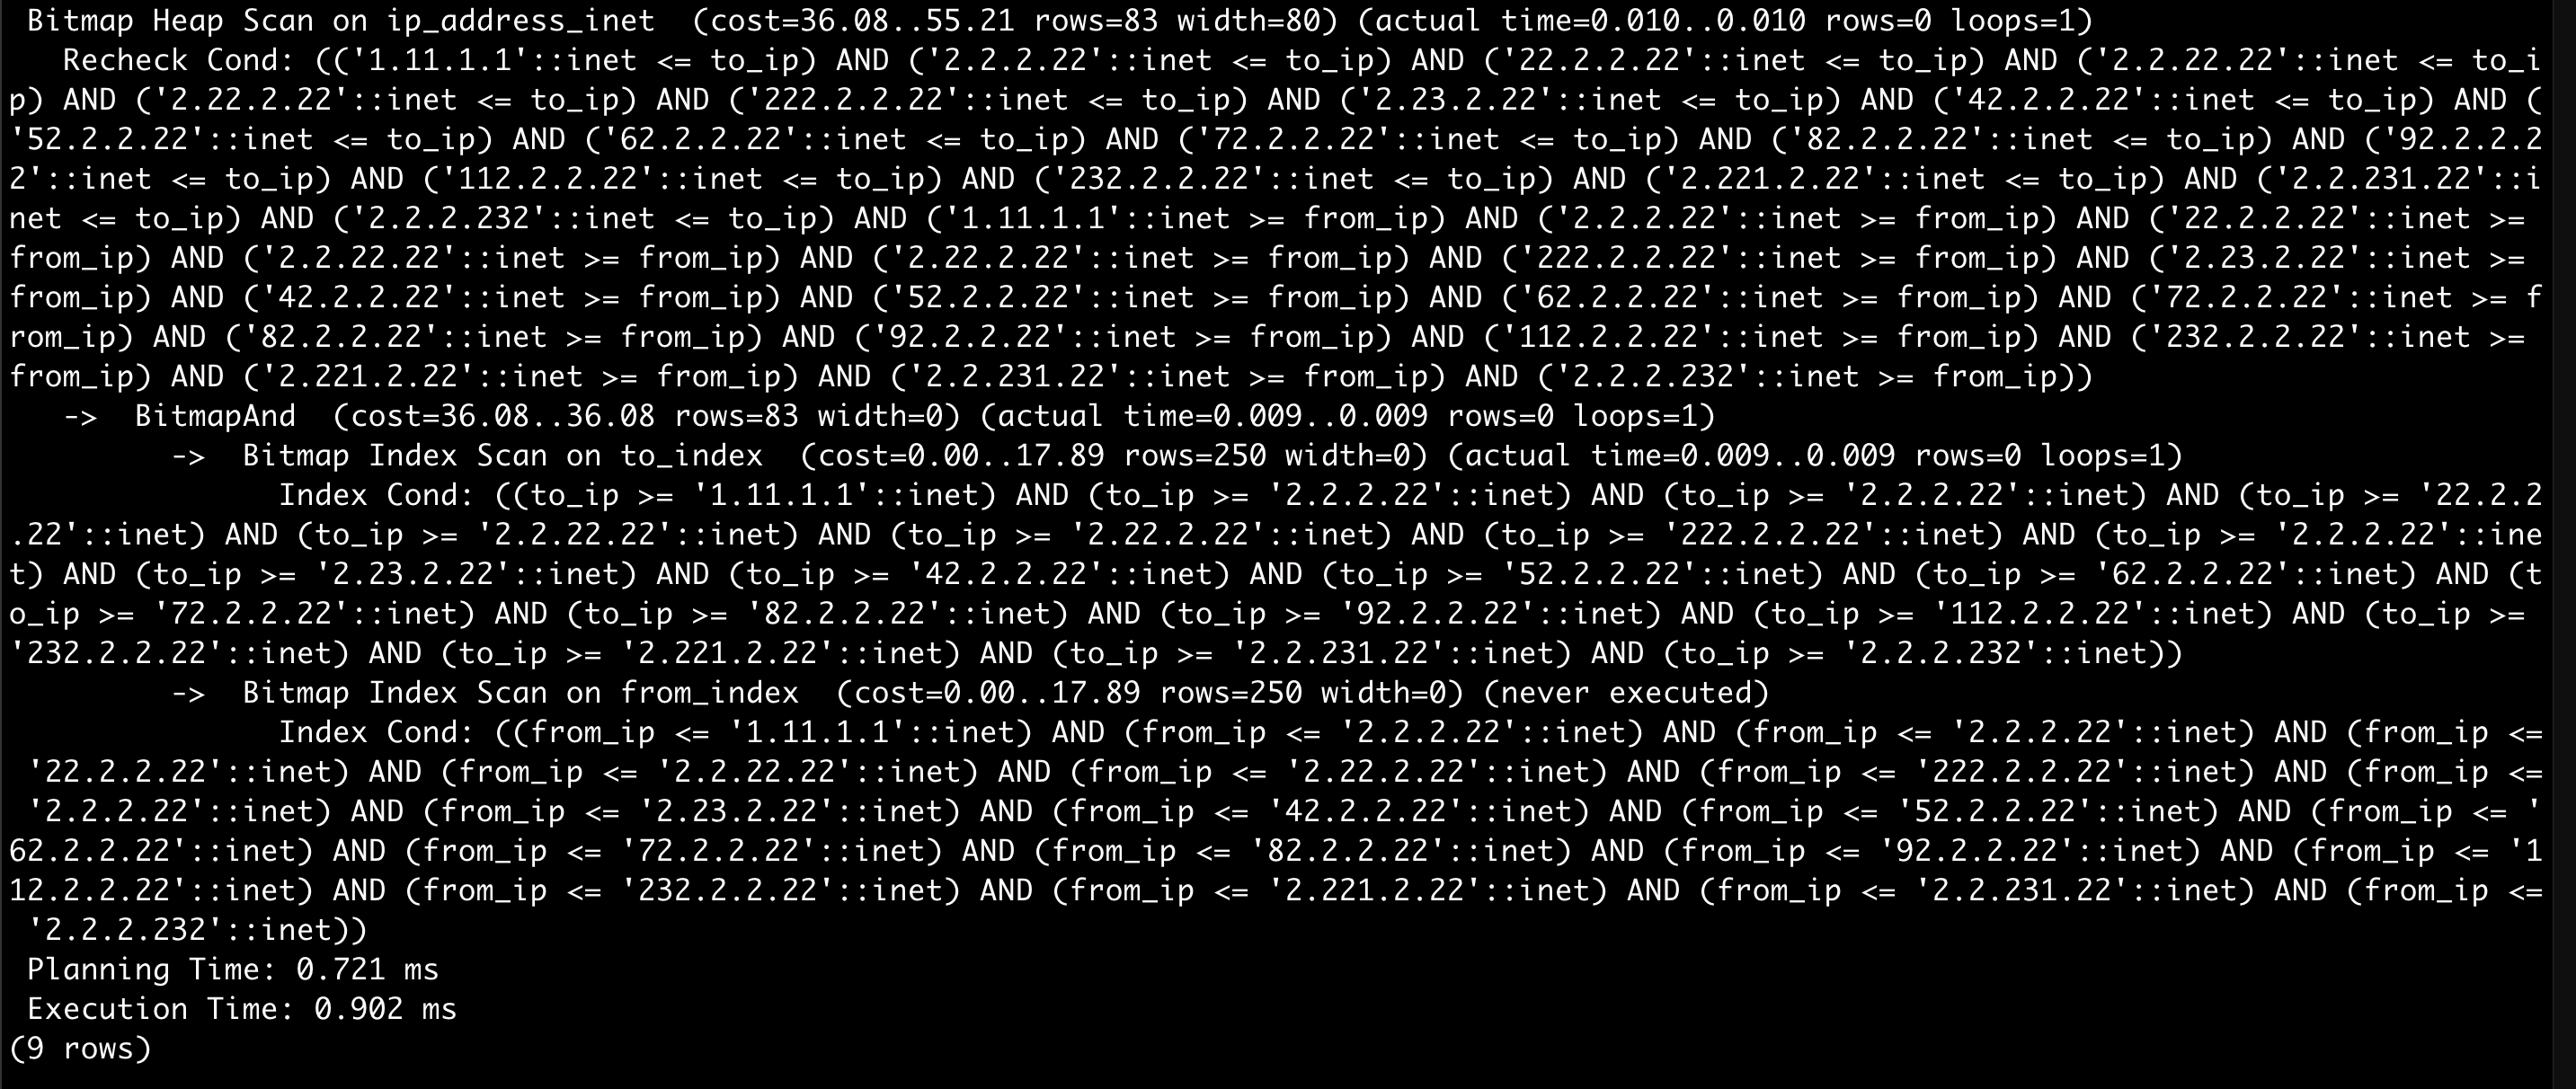 Bitmap Heap Scan on ip_address_inet  (cost=36.08..55.21 rows=83 width=80) (actual time=0.010..0.010 rows=0 loops=1)
   Recheck Cond: (('1.11.1.1'::inet <= to_ip) AND ('2.2.2.22'::inet <= to_ip) AND ('22.2.2.22'::inet <= to_ip) AND ('2.2.22.22'::inet <= to_i
p) AND ('2.22.2.22'::inet <= to_ip) AND ('222.2.2.22'::inet <= to_ip) AND ('2.23.2.22'::inet <= to_ip) AND ('42.2.2.22'::inet <= to_ip) AND (
'52.2.2.22'::inet <= to_ip) AND ('62.2.2.22'::inet <= to_ip) AND ('72.2.2.22'::inet <= to_ip) AND ('82.2.2.22'::inet <= to_ip) AND ('92.2.2.2
2'::inet <= to_ip) AND ('112.2.2.22'::inet <= to_ip) AND ('232.2.2.22'::inet <= to_ip) AND ('2.221.2.22'::inet <= to_ip) AND ('2.2.231.22'::i
net <= to_ip) AND ('2.2.2.232'::inet <= to_ip) AND ('1.11.1.1'::inet >= from_ip) AND ('2.2.2.22'::inet >= from_ip) AND ('22.2.2.22'::inet >=
from_ip) AND ('2.2.22.22'::inet >= from_ip) AND ('2.22.2.22'::inet >= from_ip) AND ('222.2.2.22'::inet >= from_ip) AND ('2.23.2.22'::inet >=
from_ip) AND ('42.2.2.22'::inet >= from_ip) AND ('52.2.2.22'::inet >= from_ip) AND ('62.2.2.22'::inet >= from_ip) AND ('72.2.2.22'::inet >= f
rom_ip) AND ('82.2.2.22'::inet >= from_ip) AND ('92.2.2.22'::inet >= from_ip) AND ('112.2.2.22'::inet >= from_ip) AND ('232.2.2.22'::inet >=
from_ip) AND ('2.221.2.22'::inet >= from_ip) AND ('2.2.231.22'::inet >= from_ip) AND ('2.2.2.232'::inet >= from_ip))
   ->  BitmapAnd  (cost=36.08..36.08 rows=83 width=0) (actual time=0.009..0.009 rows=0 loops=1)
         ->  Bitmap Index Scan on to_index  (cost=0.00..17.89 rows=250 width=0) (actual time=0.009..0.009 rows=0 loops=1)
               Index Cond: ((to_ip >= '1.11.1.1'::inet) AND (to_ip >= '2.2.2.22'::inet) AND (to_ip >= '2.2.2.22'::inet) AND (to_ip >= '22.2.2
.22'::inet) AND (to_ip >= '2.2.22.22'::inet) AND (to_ip >= '2.22.2.22'::inet) AND (to_ip >= '222.2.2.22'::inet) AND (to_ip >= '2.2.2.22'::ine
t) AND (to_ip >= '2.23.2.22'::inet) AND (to_ip >= '42.2.2.22'::inet) AND (to_ip >= '52.2.2.22'::inet) AND (to_ip >= '62.2.2.22'::inet) AND (t
o_ip >= '72.2.2.22'::inet) AND (to_ip >= '82.2.2.22'::inet) AND (to_ip >= '92.2.2.22'::inet) AND (to_ip >= '112.2.2.22'::inet) AND (to_ip >=
'232.2.2.22'::inet) AND (to_ip >= '2.221.2.22'::inet) AND (to_ip >= '2.2.231.22'::inet) AND (to_ip >= '2.2.2.232'::inet))
         ->  Bitmap Index Scan on from_index  (cost=0.00..17.89 rows=250 width=0) (never executed)
               Index Cond: ((from_ip <= '1.11.1.1'::inet) AND (from_ip <= '2.2.2.22'::inet) AND (from_ip <= '2.2.2.22'::inet) AND (from_ip <=
 '22.2.2.22'::inet) AND (from_ip <= '2.2.22.22'::inet) AND (from_ip <= '2.22.2.22'::inet) AND (from_ip <= '222.2.2.22'::inet) AND (from_ip <=
 '2.2.2.22'::inet) AND (from_ip <= '2.23.2.22'::inet) AND (from_ip <= '42.2.2.22'::inet) AND (from_ip <= '52.2.2.22'::inet) AND (from_ip <= '
62.2.2.22'::inet) AND (from_ip <= '72.2.2.22'::inet) AND (from_ip <= '82.2.2.22'::inet) AND (from_ip <= '92.2.2.22'::inet) AND (from_ip <= '1
12.2.2.22'::inet) AND (from_ip <= '232.2.2.22'::inet) AND (from_ip <= '2.221.2.22'::inet) AND (from_ip <= '2.2.231.22'::inet) AND (from_ip <=
 '2.2.2.232'::inet))
 Planning Time: 0.721 ms
 Execution Time: 0.902 ms
(9 rows)